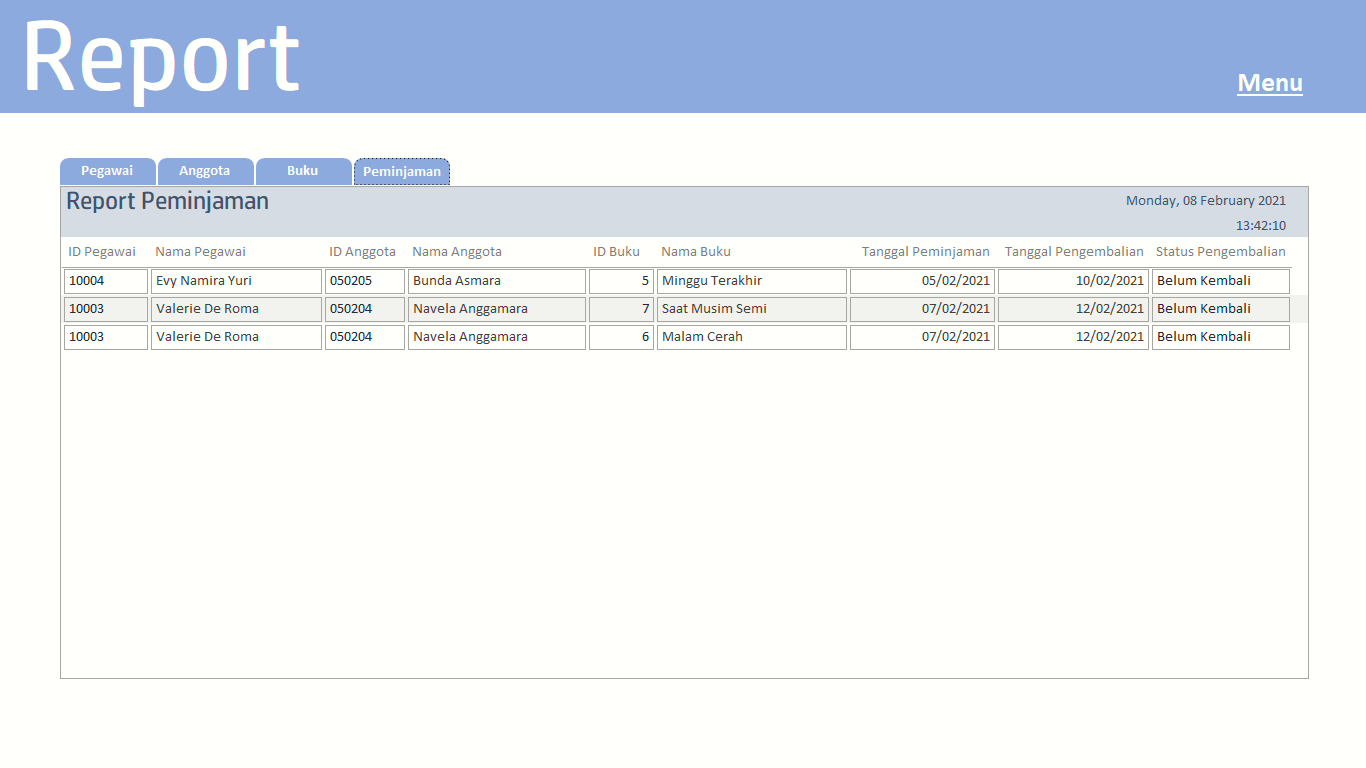 Report
Menu
Pegawai Anggota Buku Peminjaman
Report Peminjaman Monday, 08 February 2021
13:42:10
ID Pegawai Nama Pegawai ID Anggota Nama Anggota ID Buku Nama Buku Tanggal Peminjaman Tanggal Pengembalian Status Pengembalian
10004 Evy Namira Yuri 050205 Bunda Asmara 5 Minggu Terakhir 05/02/2021 10/02/2021 Belum Kembali
10003 Valerie De Roma 050204 Navela Anggamara 7 Saat Musim Semi 07/02/2021 12/02/2021 Belum Kembali
10003 Valerie De Roma 050204 Navela Anggamara 6 Malam Cerah 07/02/2021 12/02/2021 Belum Kembali